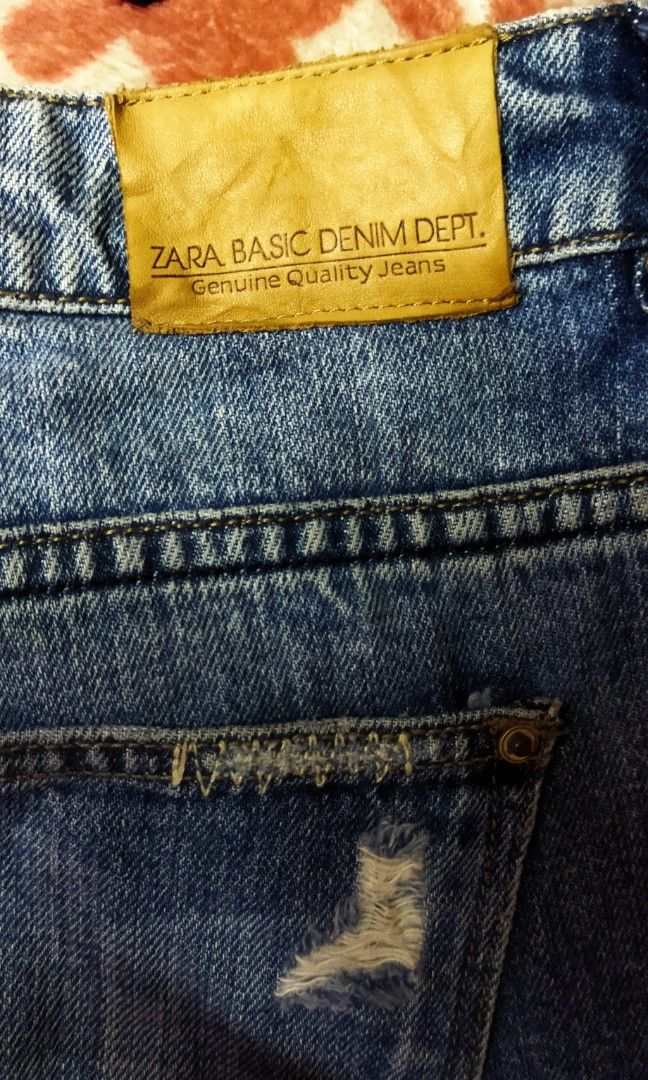 ZARA BASIC DENIM DEPT.
Genuine Quality Jeans